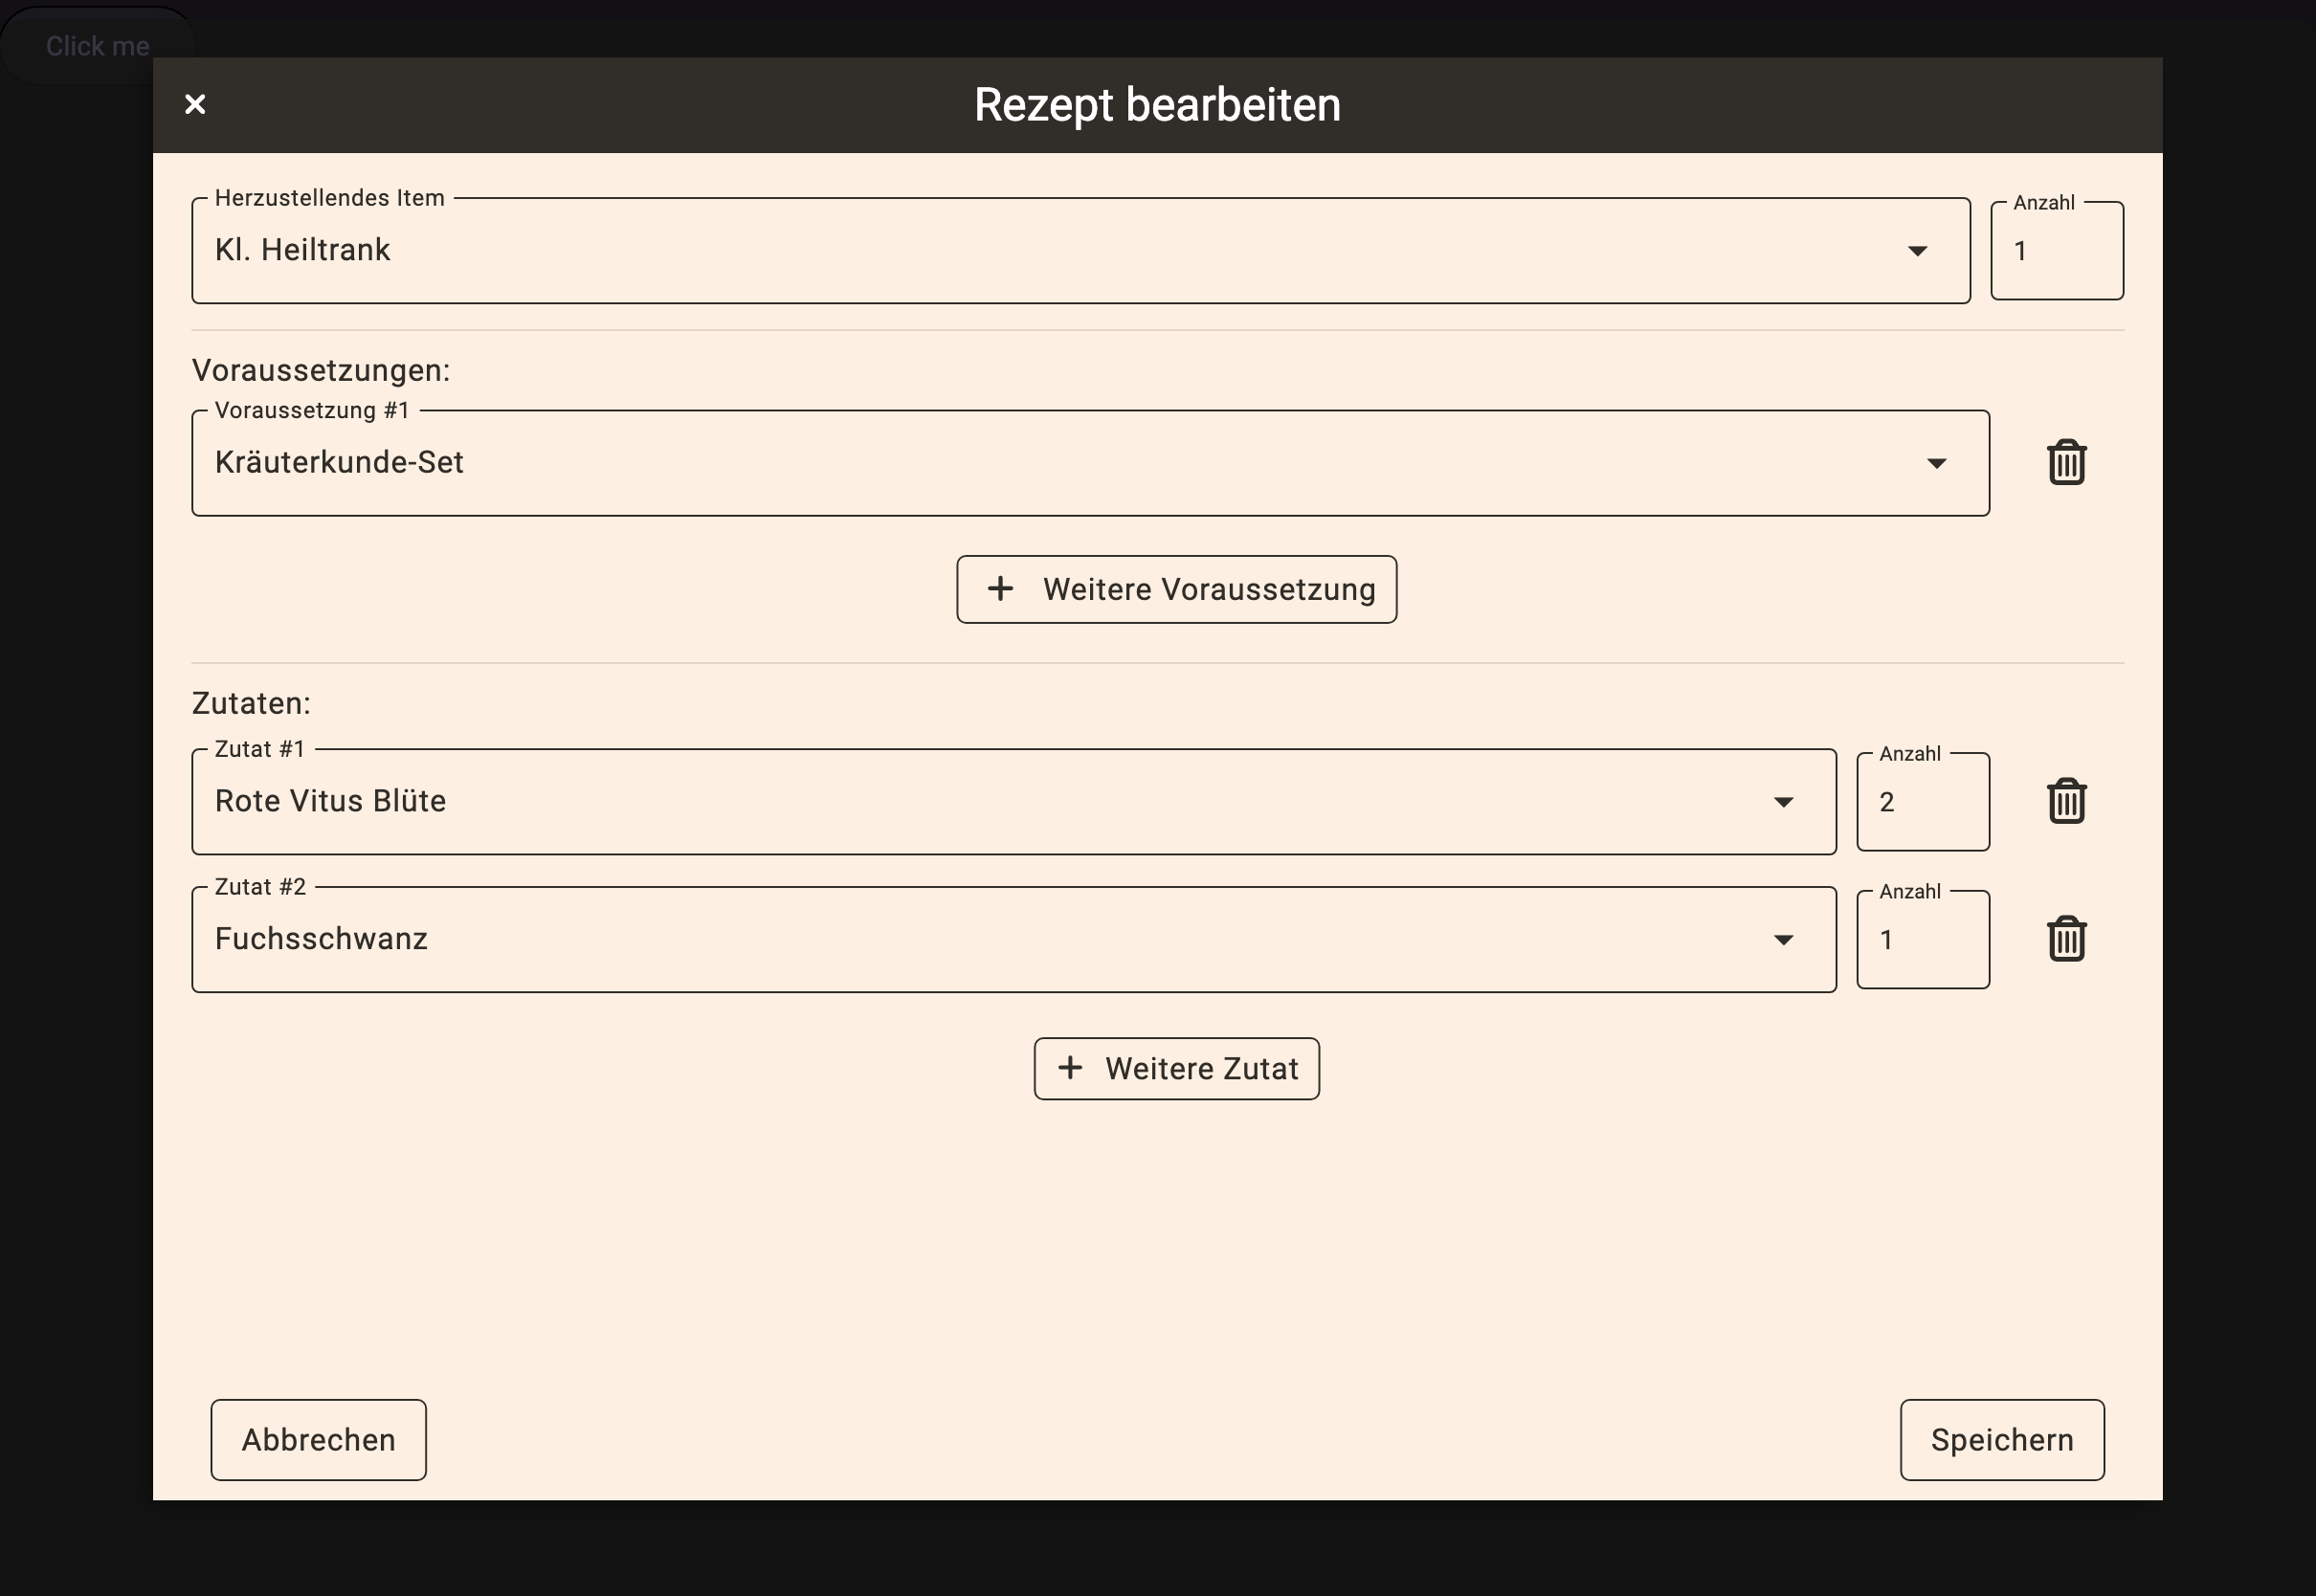 Click me
Rezept bearbeiten
Herzustellendes Item
Anzahl
Kl. Heiltrank
1
Voraussetzungen:
Voraussetzung #1
Kräuterkunde-Set
+ Weitere Voraussetzung
Zutaten:
Zutat #1
Anzahl
Rote Vitus Blüte
2
Zutat #2
Anzahl
Fuchsschwanz
1
+ Weitere Zutat
Abbrechen
Speichern